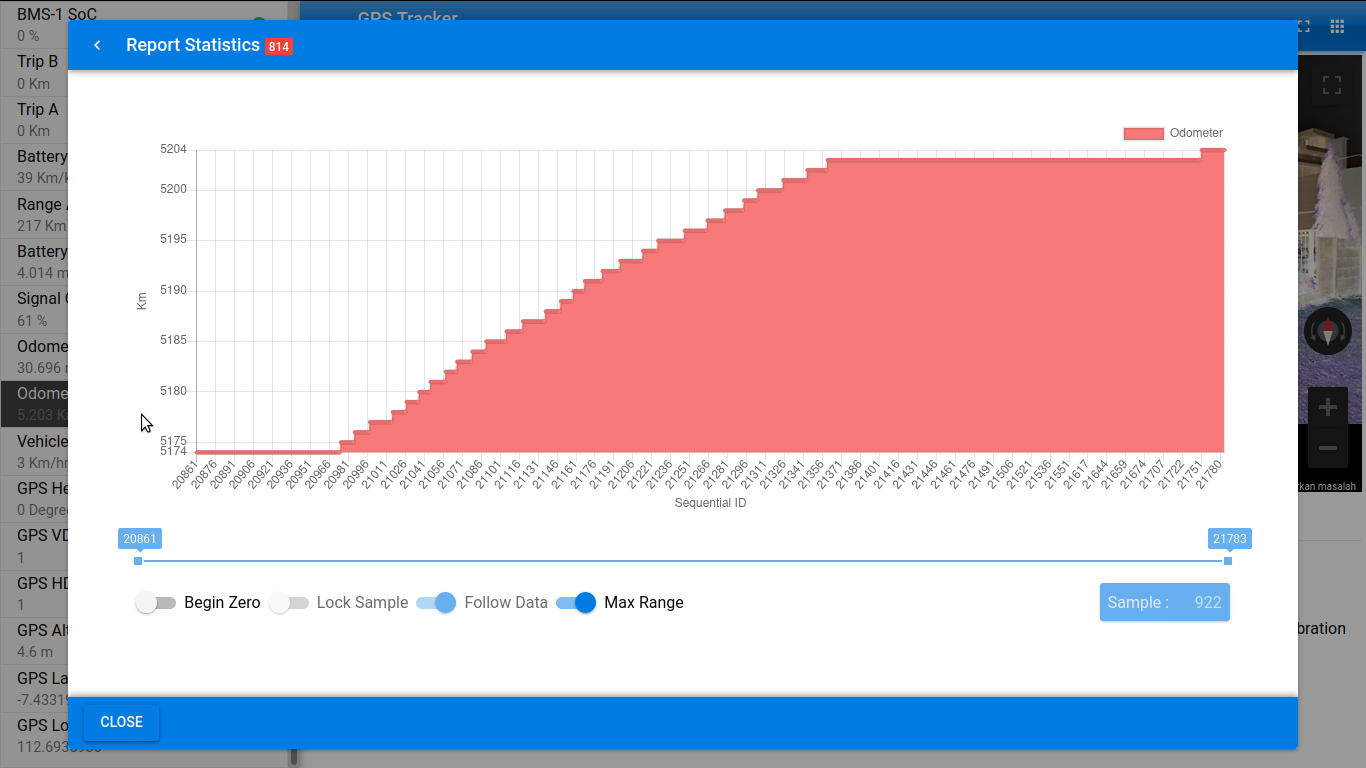 BMS-1 SoC
0 %
Trip B
0 Km
Trip A
0 Km
Battery
39 Km/k
Range
217 Km
Battery
4.014 m
Signal
61 %
Odome
30.696
Odome
5.203 K
Vehicle
3 Km/hr
GPS He
0 Degre
GPS VD
1
GPS HD
1
GPS Alt
4.6 m
GPS La
-7.4331
GPS Lo
112.693
GPS Tracker
Report Statistics 814
Odometer
5204
5200
5195
5190
5185
5180
5175
5174
Km
20861 20876 20891 20906 20921 20936 20951 20966 20981 20996 21011 21026 21041 21056 21071 21086 21101 21116 21131 21146 21161 21176 21191 21206 21221 21236 21251 21266 21281 21296 21311 21326 21341 21356 21371 21386 21401 21416 21431 21446 21461 21476 21491 21506 21521 21536 21551 21617 21644 21659 21674 21707 21722 21751 21780
Sequential ID
20861 21783
Begin Zero Lock Sample Follow Data Max Range Sample : 922
CLOSE
kan masalah
bration